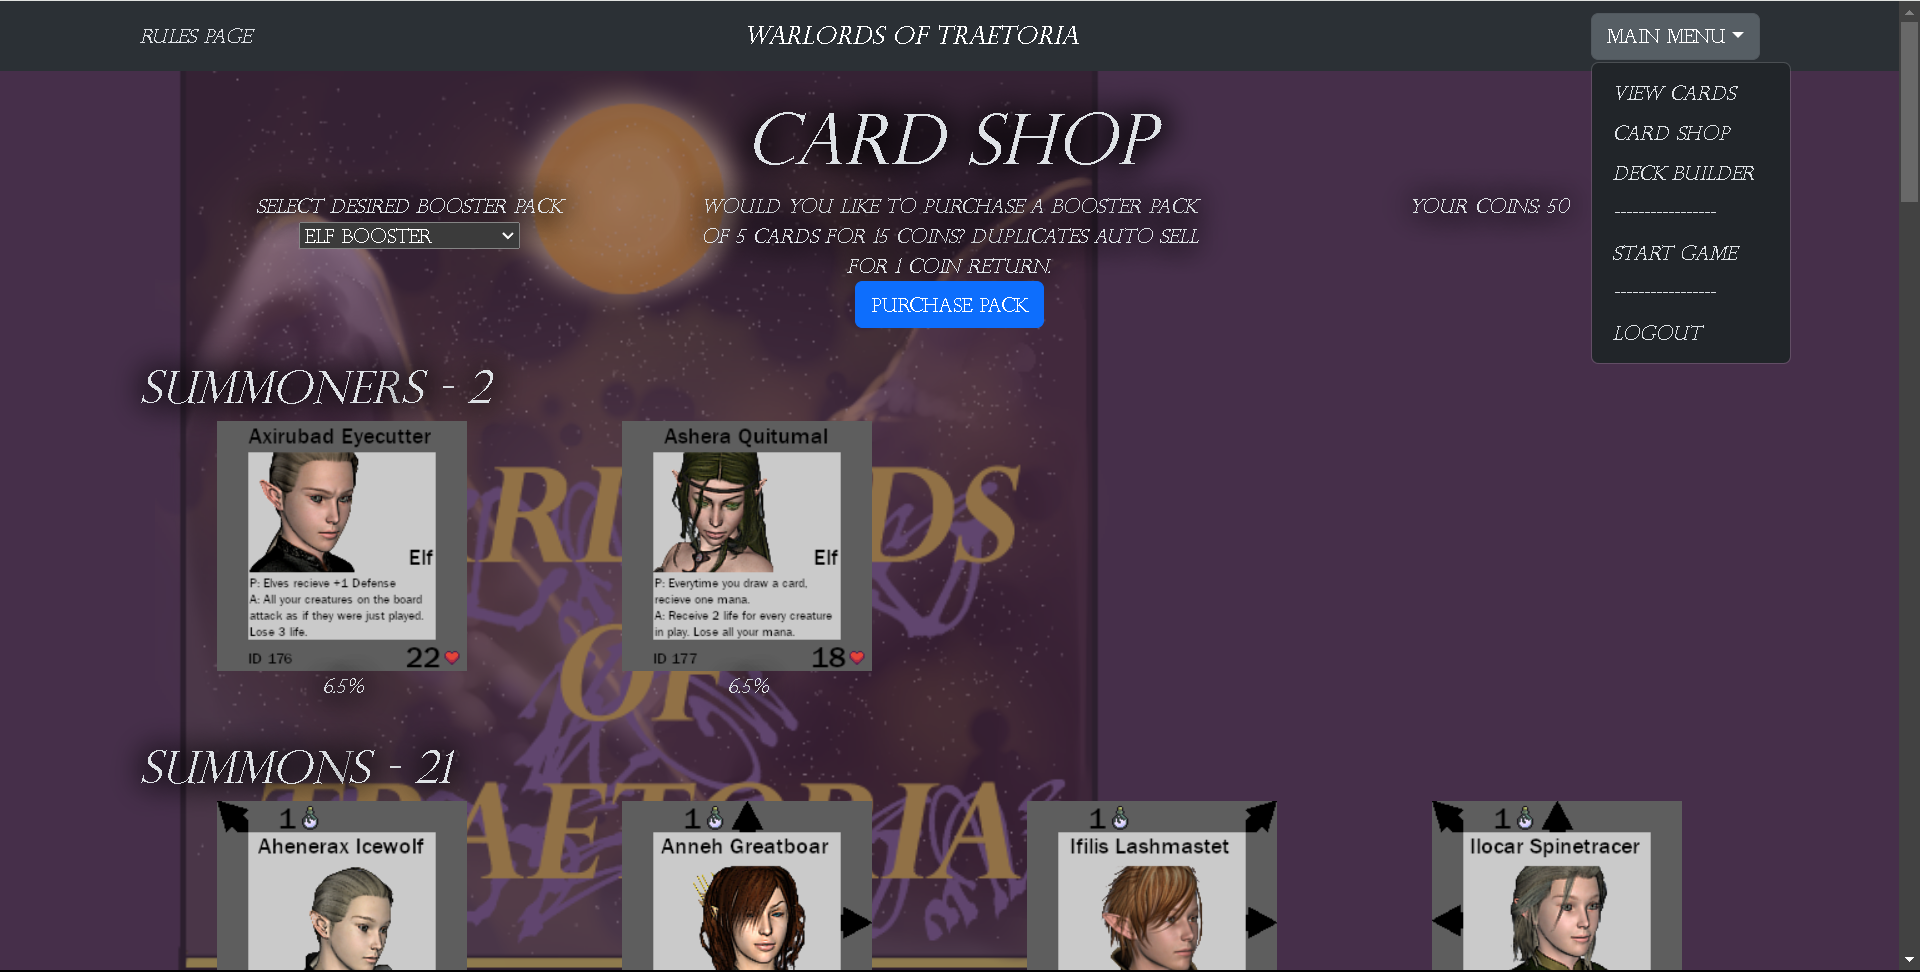 RULES PAGE
WARLORDS OF TRAETORIA
MAIN MENU
VIEW CARDS
CARD SHOP
DECK BUILDER
-----------------
START GAME
-----------------
LOGOUT
CARD SHOP
SELECT DESIRED BOOSTER PACK
ELF BOOSTER
WOULD YOU LIKE TO PURCHASE A BOOSTER PACK
OF 5 CARDS FOR 15 COINS? DUPLICATES AUTO SELL
FOR 1 COIN RETURN.
PURCHASE PACK
YOUR COINS: 50
SUMMONERS - 2
Axirubad Eyecutter
Elf
P: Elves recieve +1 Defense
A: All your creatures on the board
attack as if they were just played.
Lose 3 life.
ID 176
22
6.5%
Ashera Quitumal
Elf
P: Everytime you draw a card,
recieve one mana.
A: Receive 2 life for every creature
in play. Lose all your mana.
ID 177
18
6.5%
OF
SUMMONS - 21
1
Ahenerax Icewolf
1
Anneh Greatboar
1
Ifilis Lashmastet
1
Ilocar Spinetracer